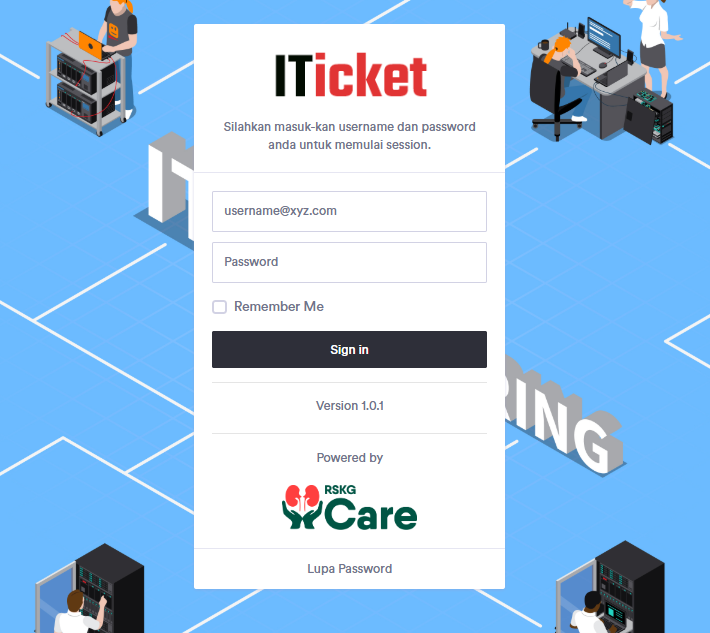 ITicket
Silahkan masuk-kan username dan password
anda untuk memulai session.
IT
username@xyz.com
Password
Remember Me
Sign in
Version 1.0.1
RING
Powered by
RSKG
Care
Lupa Password